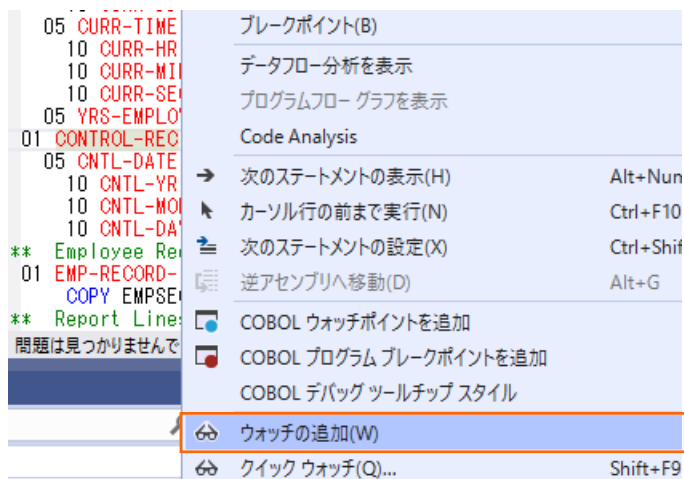 05 CURR-TIME
10 CURR-HR
10 CURR-MI
10 CURR-SE
05 YRS-EMPLO
01 CONTROL-REC
05 CNTL-DATE
10 CNTL-YR
10 CNTL-MO
10 CNTL-DA
** Employee Re
01 EMP-RECORD-
COPY EMPSE
** Report Line
問題は見つかりませんで
ブレークポイント(B)
データフロー分析を表示
プログラムフロー グラフを表示
Code Analysis
次のステートメントの表示(H) Alt+Num
カーソル行の前まで実行(N) Ctrl+F10
次のステートメントの設定(X) Ctrl+Shif
逆アセンブリへ移動(D) Alt+G
COBOL ウォッチポイントを追加
COBOL プログラム ブレークポイントを追加
COBOL デバッグ ツールチップ スタイル
ウォッチの追加(W)
クイック ウォッチ(Q)... Shift+F9